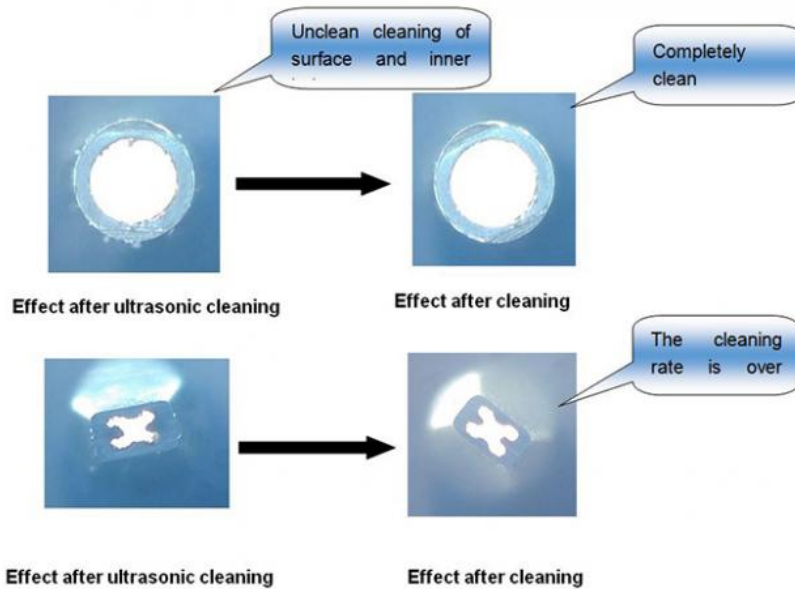 Unclean cleaning of
surface and inner
Completely
clean
Effect after ultrasonic cleaning
Effect after cleaning
The cleaning
rate is over
Effect after ultrasonic cleaning
Effect after cleaning